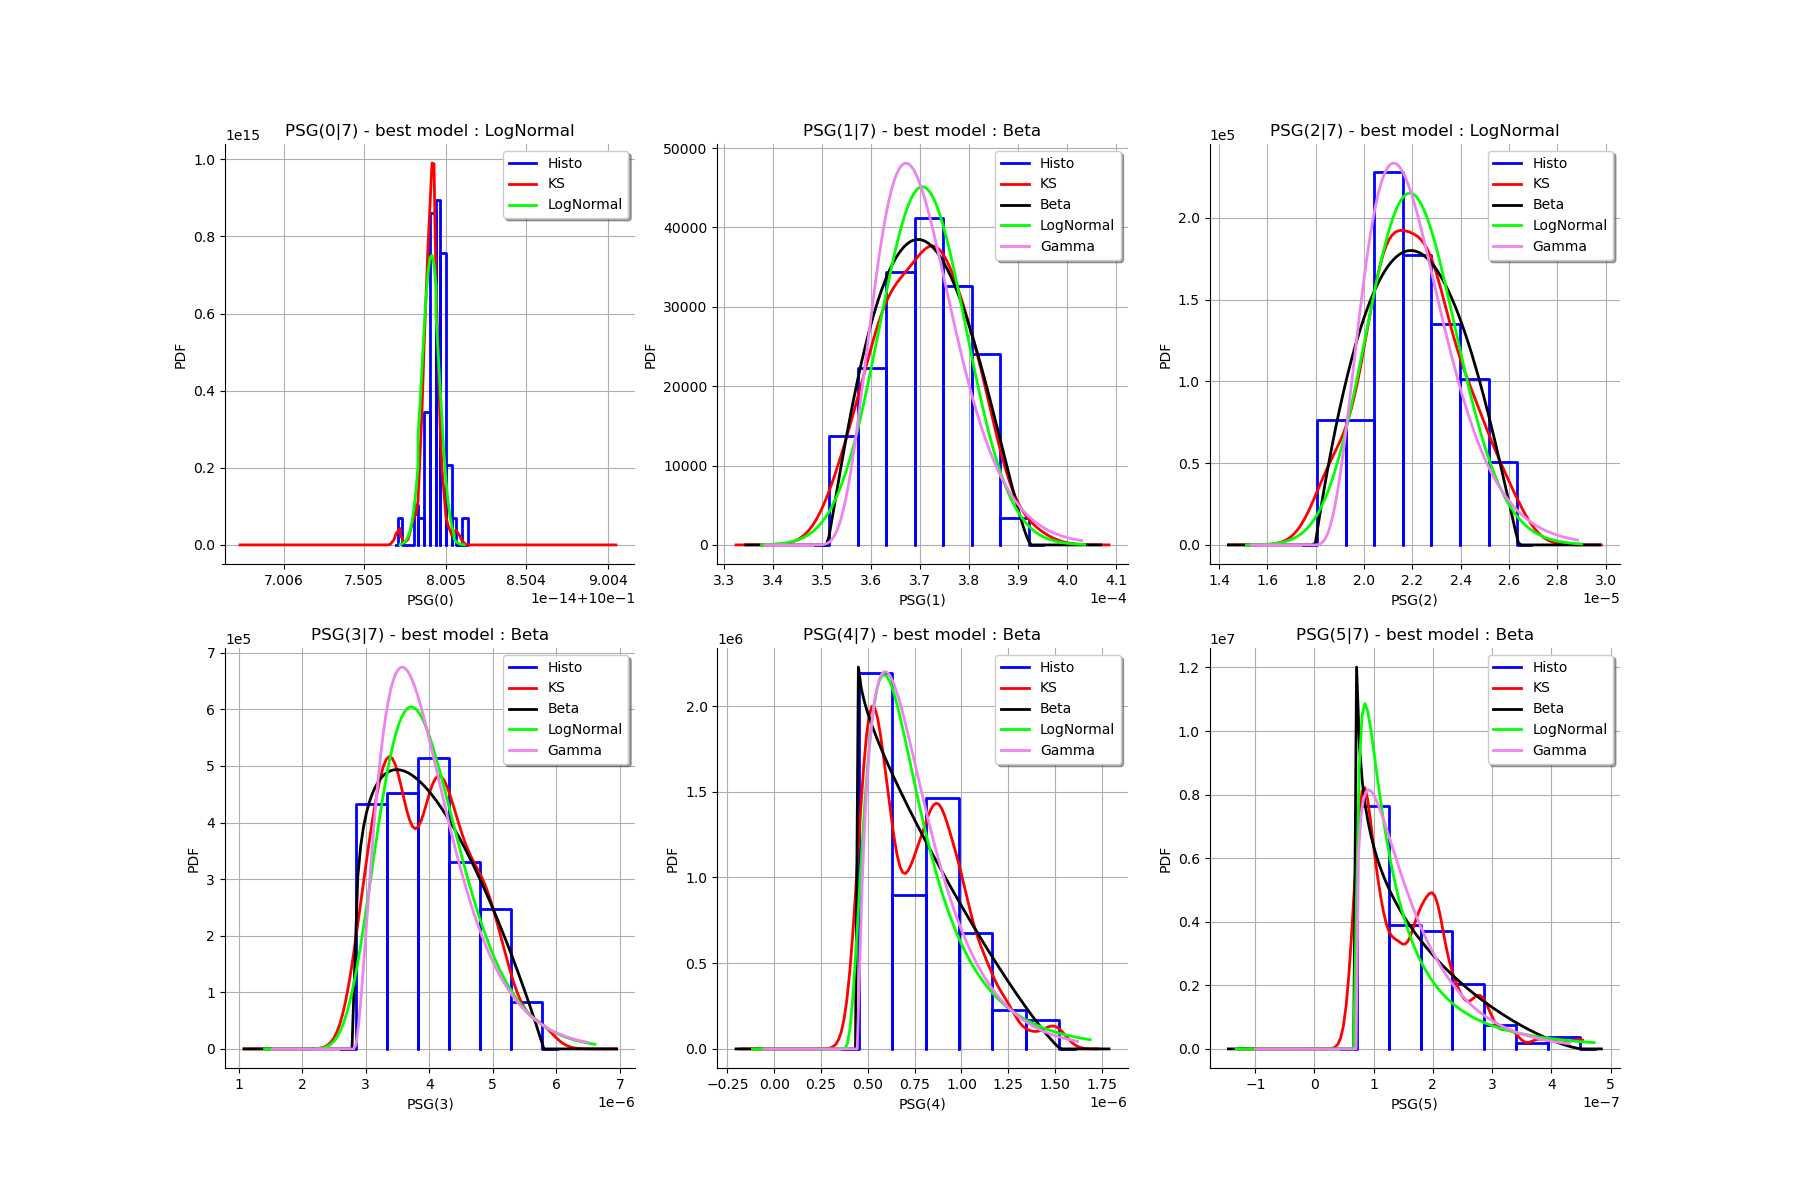 PSG(0|7) - best model : LogNormal
1e15
1.0
0.8
0.6
0.4
0.2
0.0
PDF
7.006 7.505 8.005 8.504 9.004
PSG(0)
1e−14+10e−1
Histo
KS
LogNormal
PSG(1|7) - best model : Beta
50000
40000
30000
20000
10000
0
PDF
3.3 3.4 3.5 3.6 3.7 3.8 3.9 4.0 4.1
PSG(1)
1e−4
Histo
KS
Beta
LogNormal
Gamma
PSG(2|7) - best model : LogNormal
1e5
2.0
1.5
1.0
0.5
0.0
PDF
1.4 1.6 1.8 2.0 2.2 2.4 2.6 2.8 3.0
PSG(2)
1e−5
Histo
KS
Beta
LogNormal
Gamma
PSG(3|7) - best model : Beta
1e5
7
6
5
4
3
2
1
0
PDF
1 2 3 4 5 6 7
PSG(3)
1e−6
Histo
KS
Beta
LogNormal
Gamma
PSG(4|7) - best model : Beta
1e6
2.0
1.5
1.0
0.5
0.0
PDF
−0.25 0.00 0.25 0.50 0.75 1.00 1.25 1.50 1.75
PSG(4)
1e−6
Histo
KS
Beta
LogNormal
Gamma
PSG(5|7) - best model : Beta
1e7
1.2
1.0
0.8
0.6
0.4
0.2
0.0
PDF
−1 0 1 2 3 4 5
PSG(5)
1e−7
Histo
KS
Beta
LogNormal
Gamma